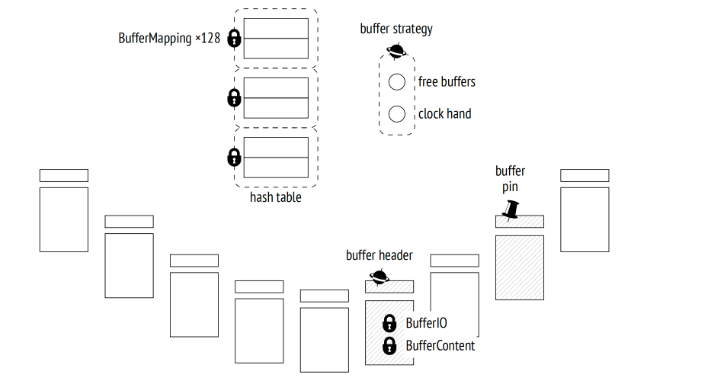 buffer strategy
BufferMapping ×128
free buffers
clock hand
hash table
buffer
pin
buffer header
BufferIO
BufferContent